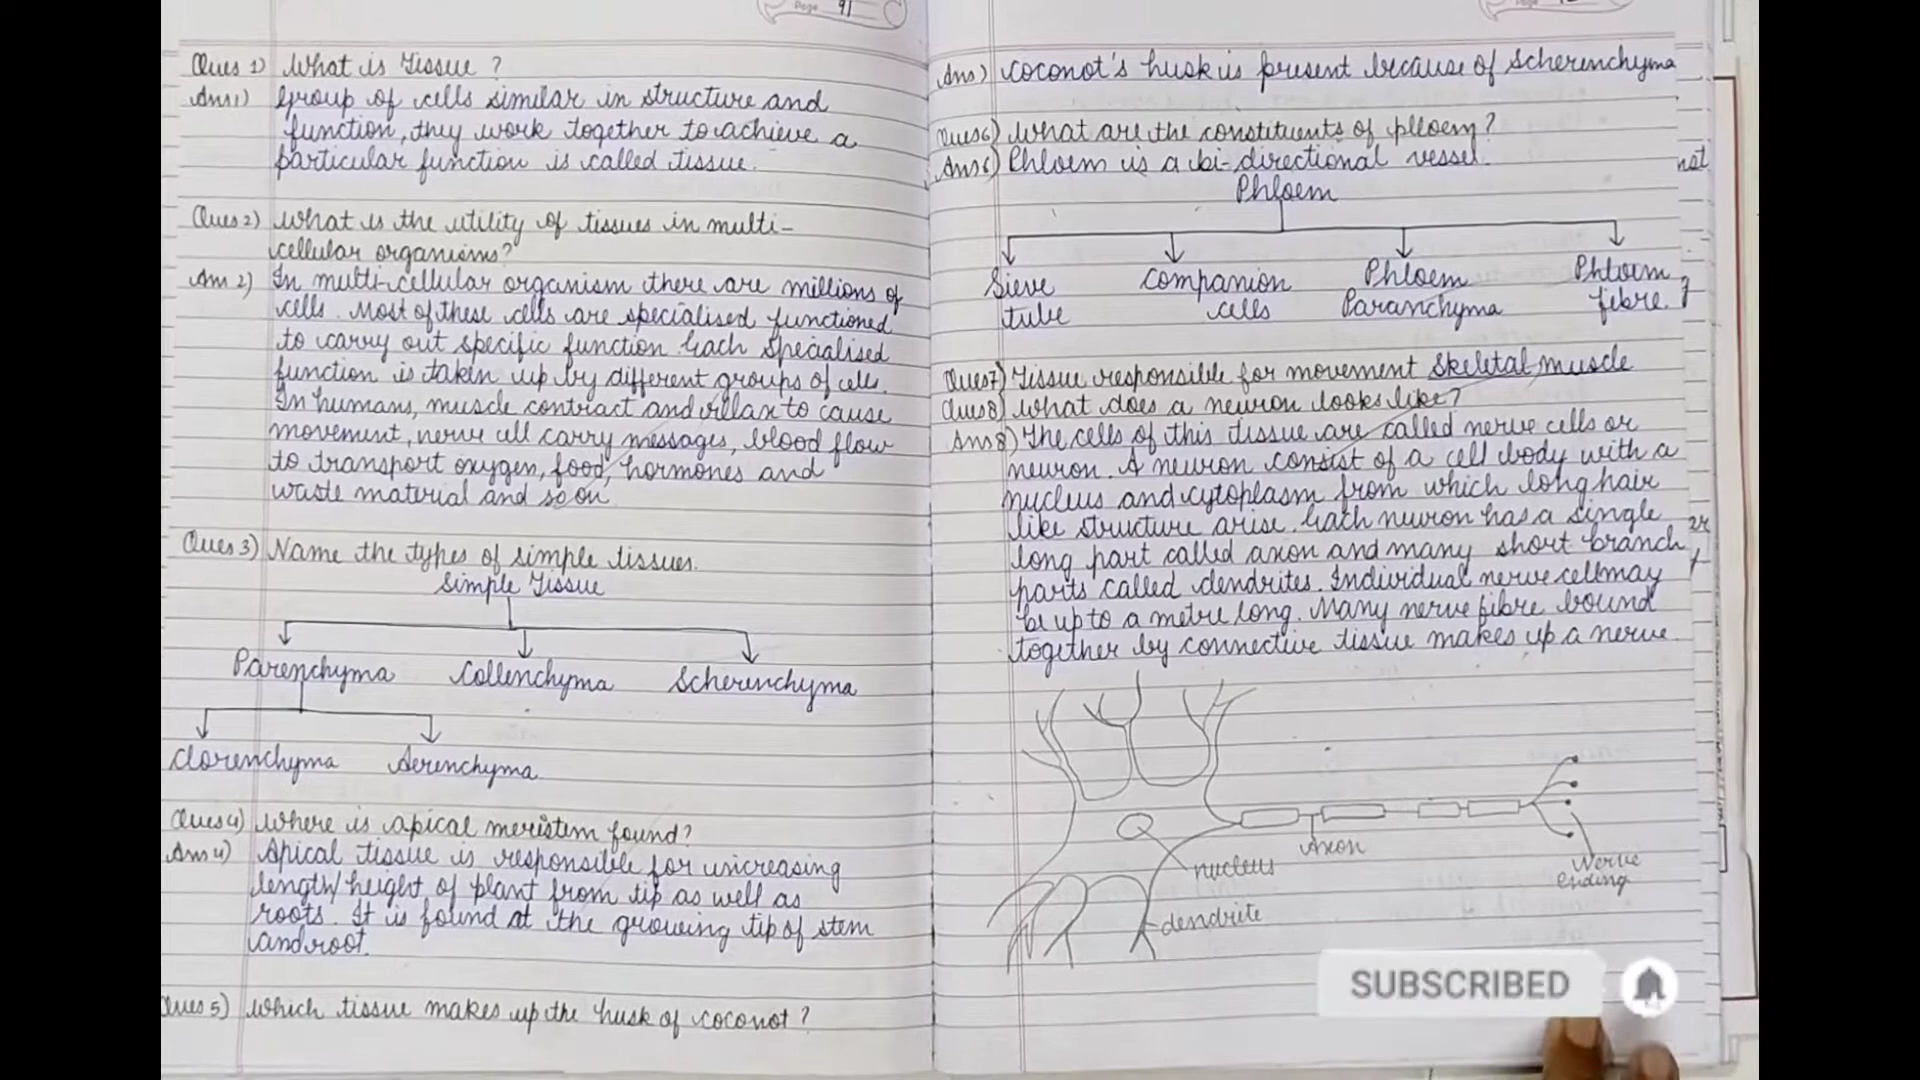 Page 91
Ques 1) What is Tissue ?
Ans 1) Group of cells similar in structure and
function, they work together to achieve a
particular function is called tissue.
Ques 2) What is the utility of tissues in multi-
cellular organisms?
Ans 2) In multi-cellular organism there are millions of
cells. Most of these cells are specialised functioned
to carry out specific function. Each specialised
function is taken up by different groups of cells.
In humans, muscle contract and relax to cause
movement, nerve cell carry messages, blood flow
to transport oxygen, food, hormones and
waste material and so on.
Ques 3) Name the types of simple tissues.
Simple Tissue
Parenchyma Collenchyma Scherenchyma
Clorenchyma Aerenchyma
Ques 4) Where is apical meristem found?
Ans 4) Apical tissue is responsible for increasing
length/height of plant from tip as well as
roots. It is found at the growing tip of stem
and root.
Ques 5) Which tissue makes up the husk of coconot ?
Page
Ans) Coconot's husk is present because of Scherenchyma
Ques 6) What are the constituents of plloem?
Ans 6) Phloem is a bi-directional vessel.
Phloem
Sieve tube Companion cells Phloem Paranchyma Phloem fibre.
Ques 7) Tissue responsible for movement Skeletal muscle
Ques 8) What does a neuron looks like?
Ans 8) The cells of this tissue are called nerve cells or
neuron. A neuron consist of a cell body with a
nucleus and cytoplasm from which long hair
like structure arise. Each neuron has a single
long part called axon and many short branch
parts called dendrites. Individual nerve cell may
be up to a metre long. Many nerve fibre bound
together by connective tissue makes up a nerve.
Axon
nucleus
Nerve
ending
dendrite
SUBSCRIBED